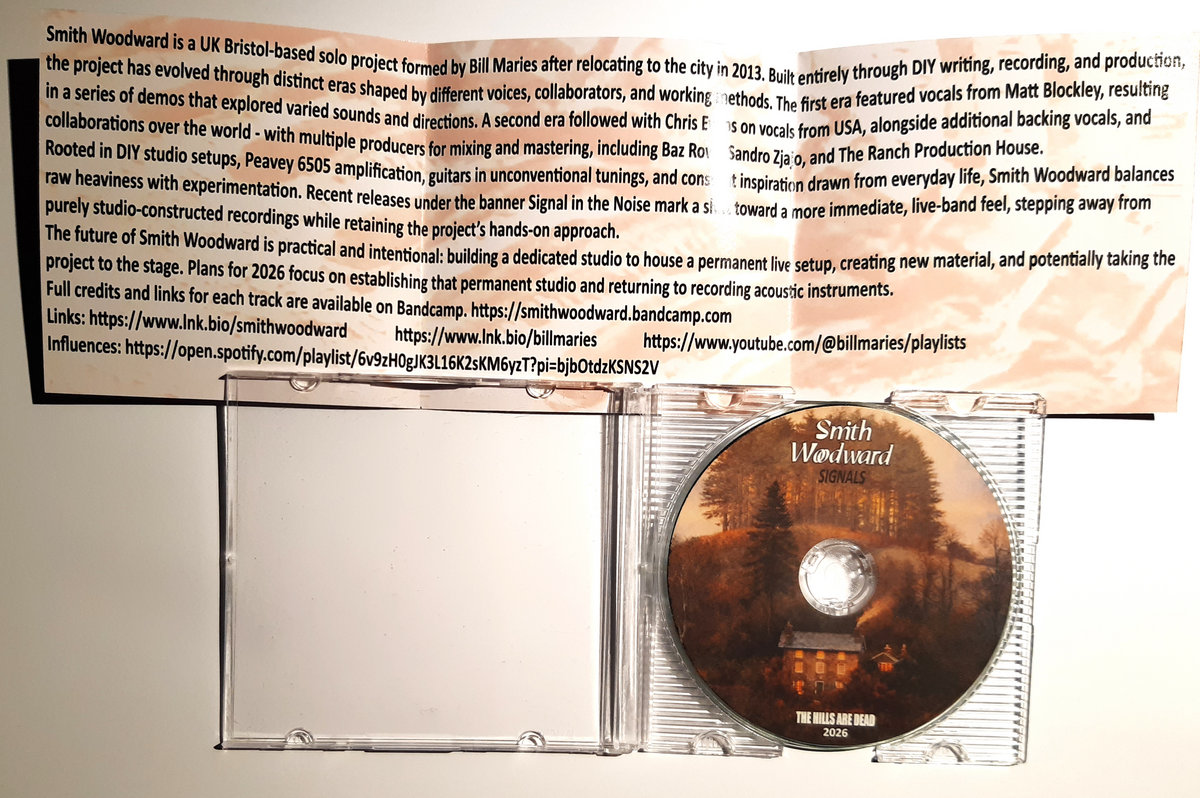 Smith Woodward is a UK Bristol-based solo project formed by Bill Maries after relocating to the city in 2013. Built entirely through DIY writing, recording, and production,
the project has evolved through distinct eras shaped by different voices, collaborators, and working methods. The first era featured vocals from Matt Blockley, resulting
in a series of demos that explored varied sounds and directions. A second era followed with Chris on vocals from USA, alongside additional backing vocals, and
collaborations over the world - with multiple producers for mixing and mastering, including Baz Sandro Zjajo, and The Ranch Production House.
Rooted in DIY studio setups, Peavey 6505 amplification, guitars in unconventional tunings, and inspiration drawn from everyday life, Smith Woodward balances
raw heaviness with experimentation. Recent releases under the banner Signal in the Noise mark a toward a more immediate, live-band feel, stepping away from
purely studio-constructed recordings while retaining the project's hands-on approach.
The future of Smith Woodward is practical and intentional: building a dedicated studio to house a permanent live setup, creating new material, and potentially taking the
project to the stage. Plans for 2026 focus on establishing that permanent studio and returning to recording acoustic instruments.
Full credits and links for each track are available on Bandcamp. https://smithwoodward.bandcamp.com
Links: https://www.lnk.bio/smithwoodward https://www.lnk.bio/billmaries https://www.youtube.com/@billmaries/playlists
Influences: https://open.spotify.com/playlist/6v9zH0gJK3L16K2sKM6yzT?pi=bjbOtdzKSNS2V
Smith
Woodward
SIGNALS
THE HILLS ARE DEAD
2026